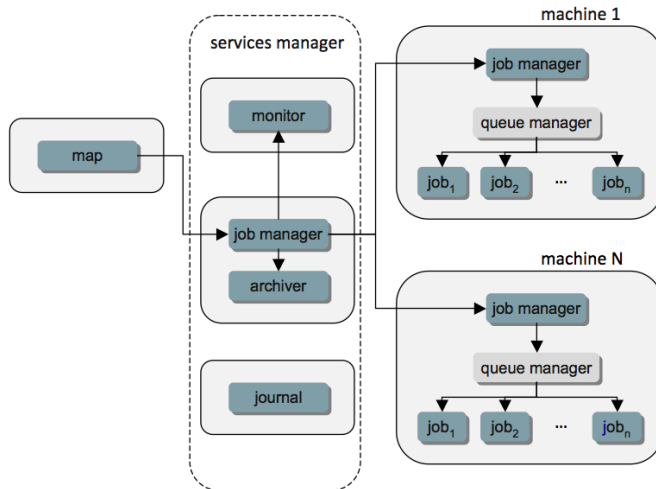 machine 1
services manager
job manager
monitor
queue manager
map
job1 job2 ... jobn
job manager
archiver
machine N
job manager
queue manager
journal
job1 job2 ... jobn